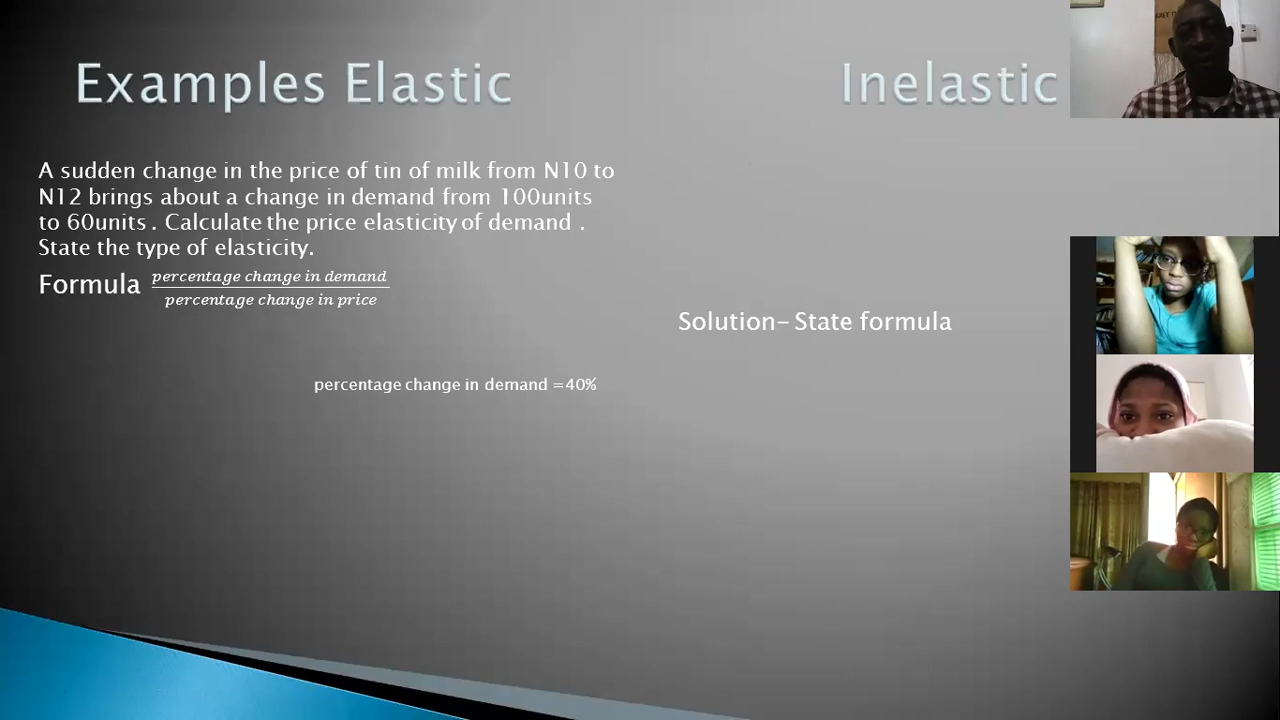 Examples Elastic
Inelastic
A sudden change in the price of tin of milk from N10 to
N12 brings about a change in demand from 100units
to 60units . Calculate the price elasticity of demand .
State the type of elasticity.
Formula percentage change in demand
percentage change in price
Solution- State formula
percentage change in demand =40%